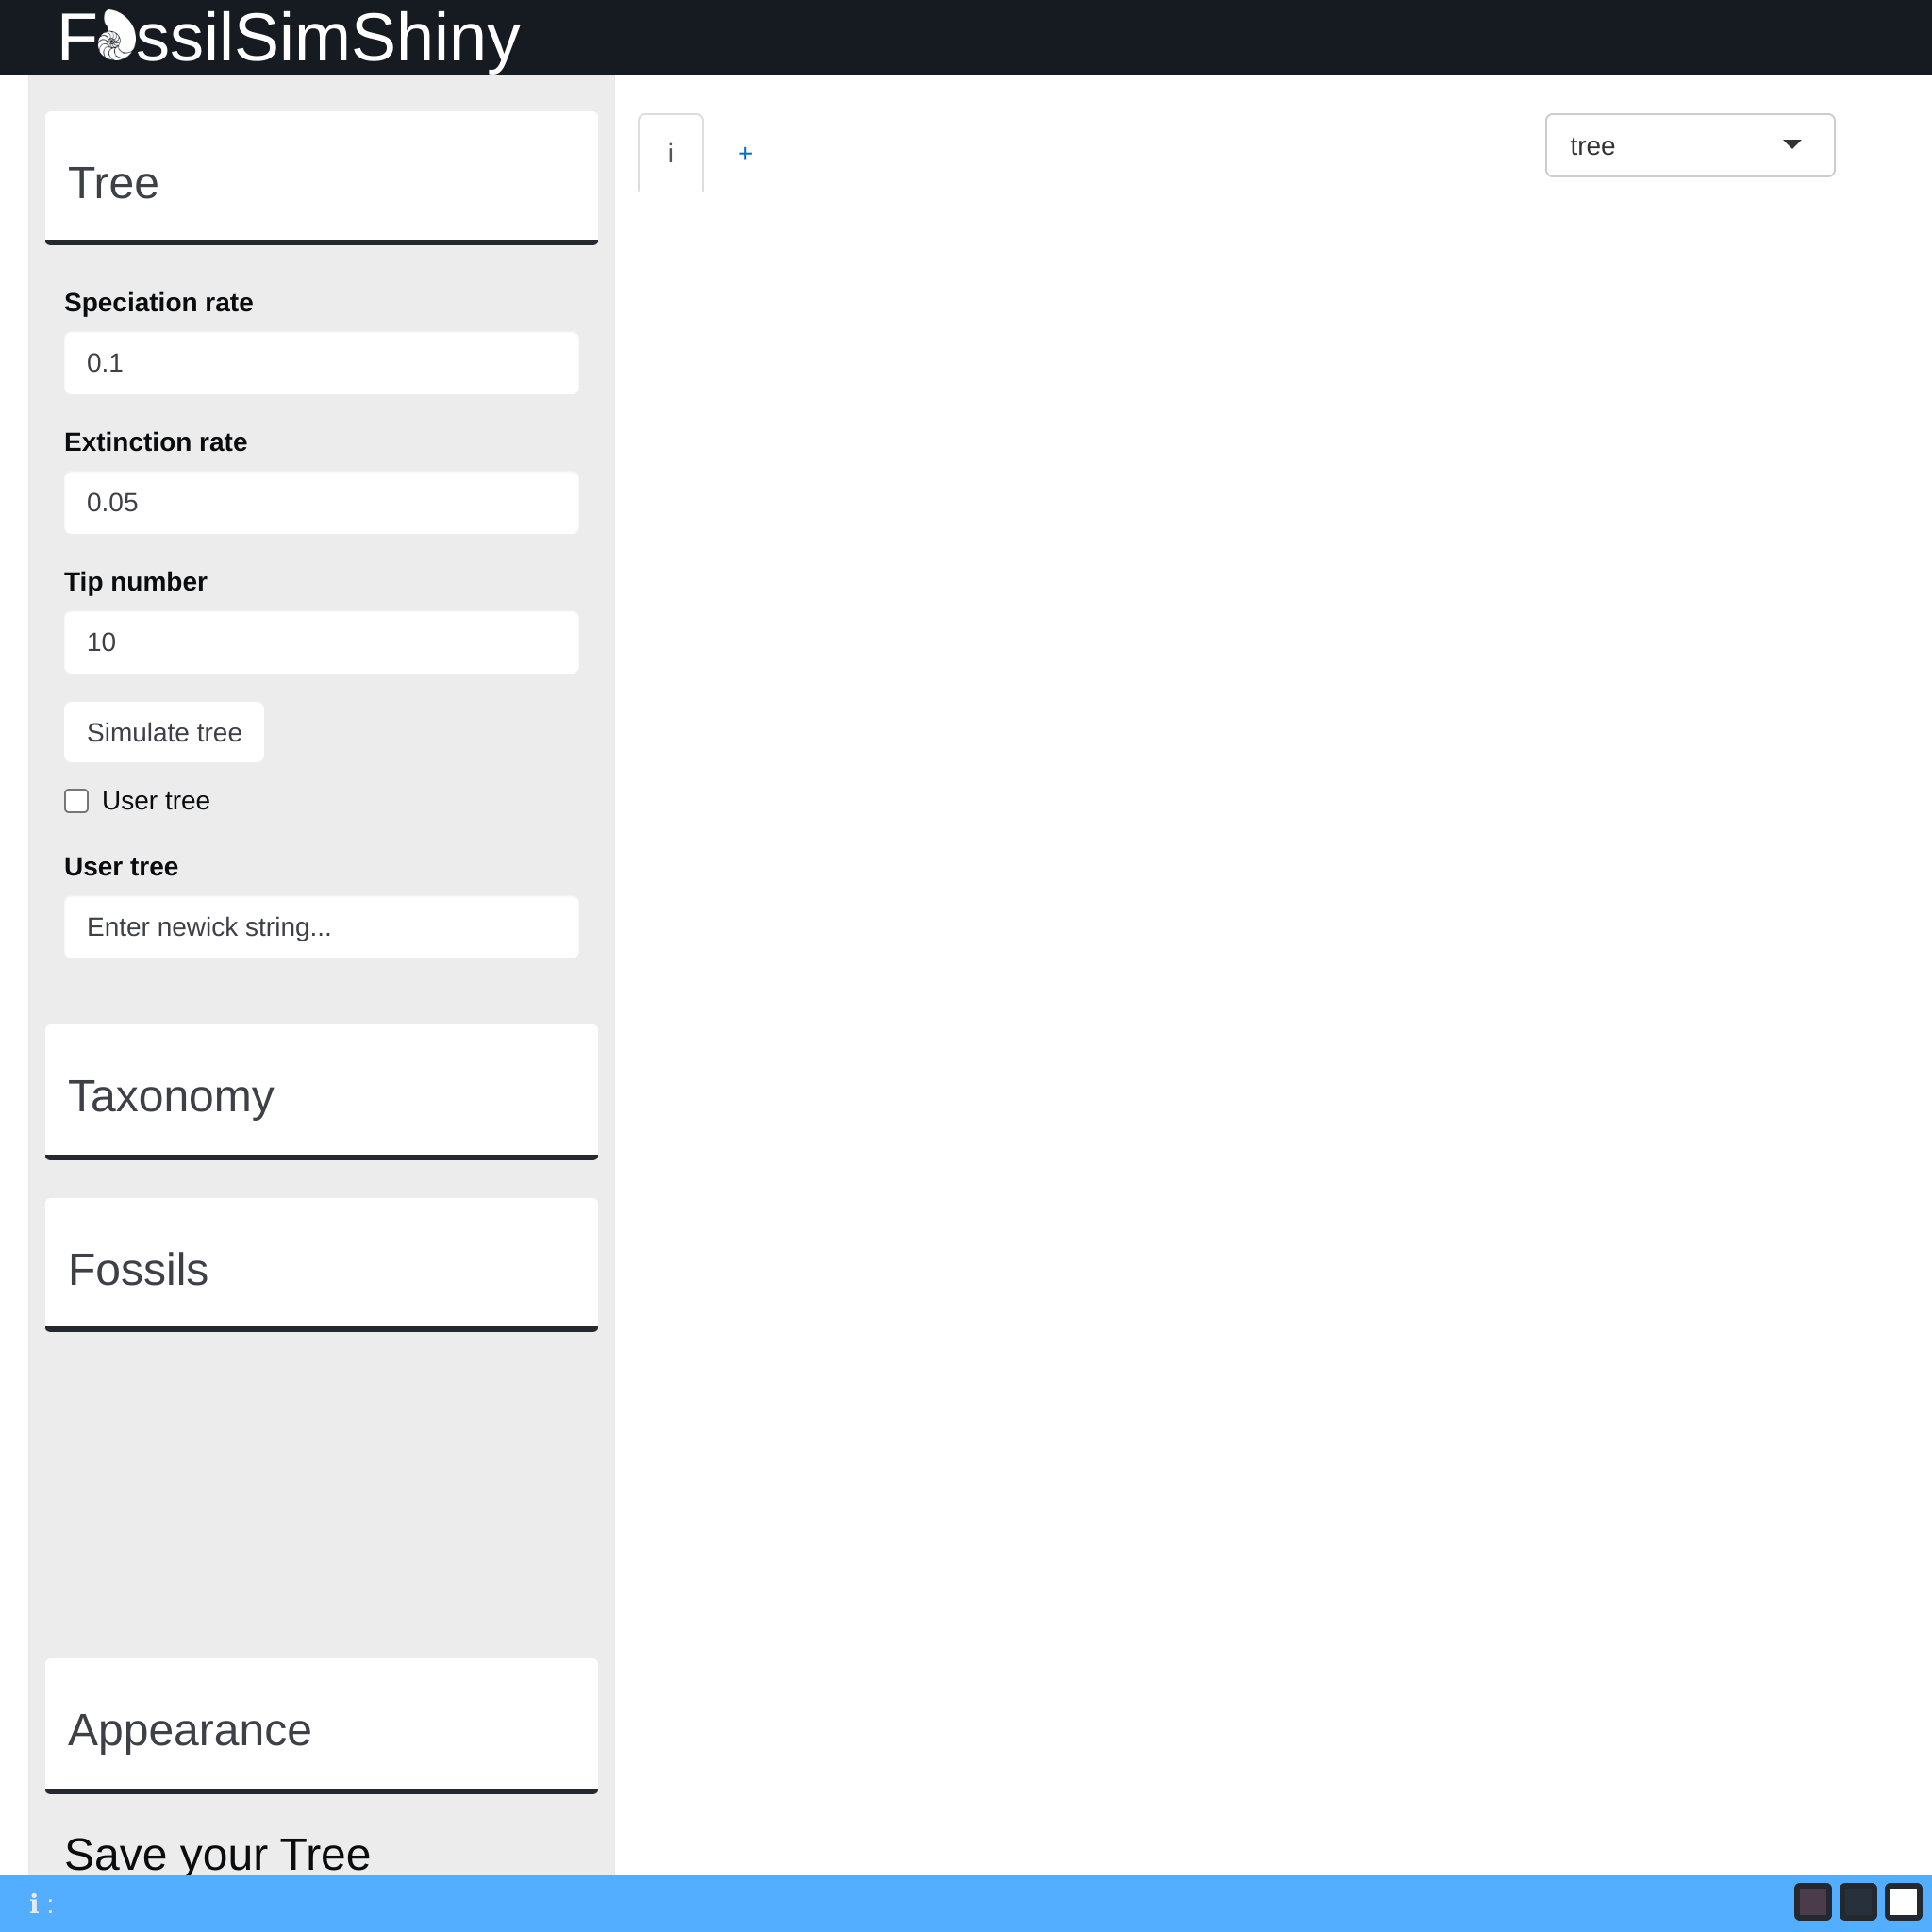 FossilSimShiny
Tree
Speciation rate
0.1
Extinction rate
0.05
Tip number
10
Simulate tree
User tree
User tree
Enter newick string...
Taxonomy
Fossils
Appearance
Save your Tree
i
+
tree
i :